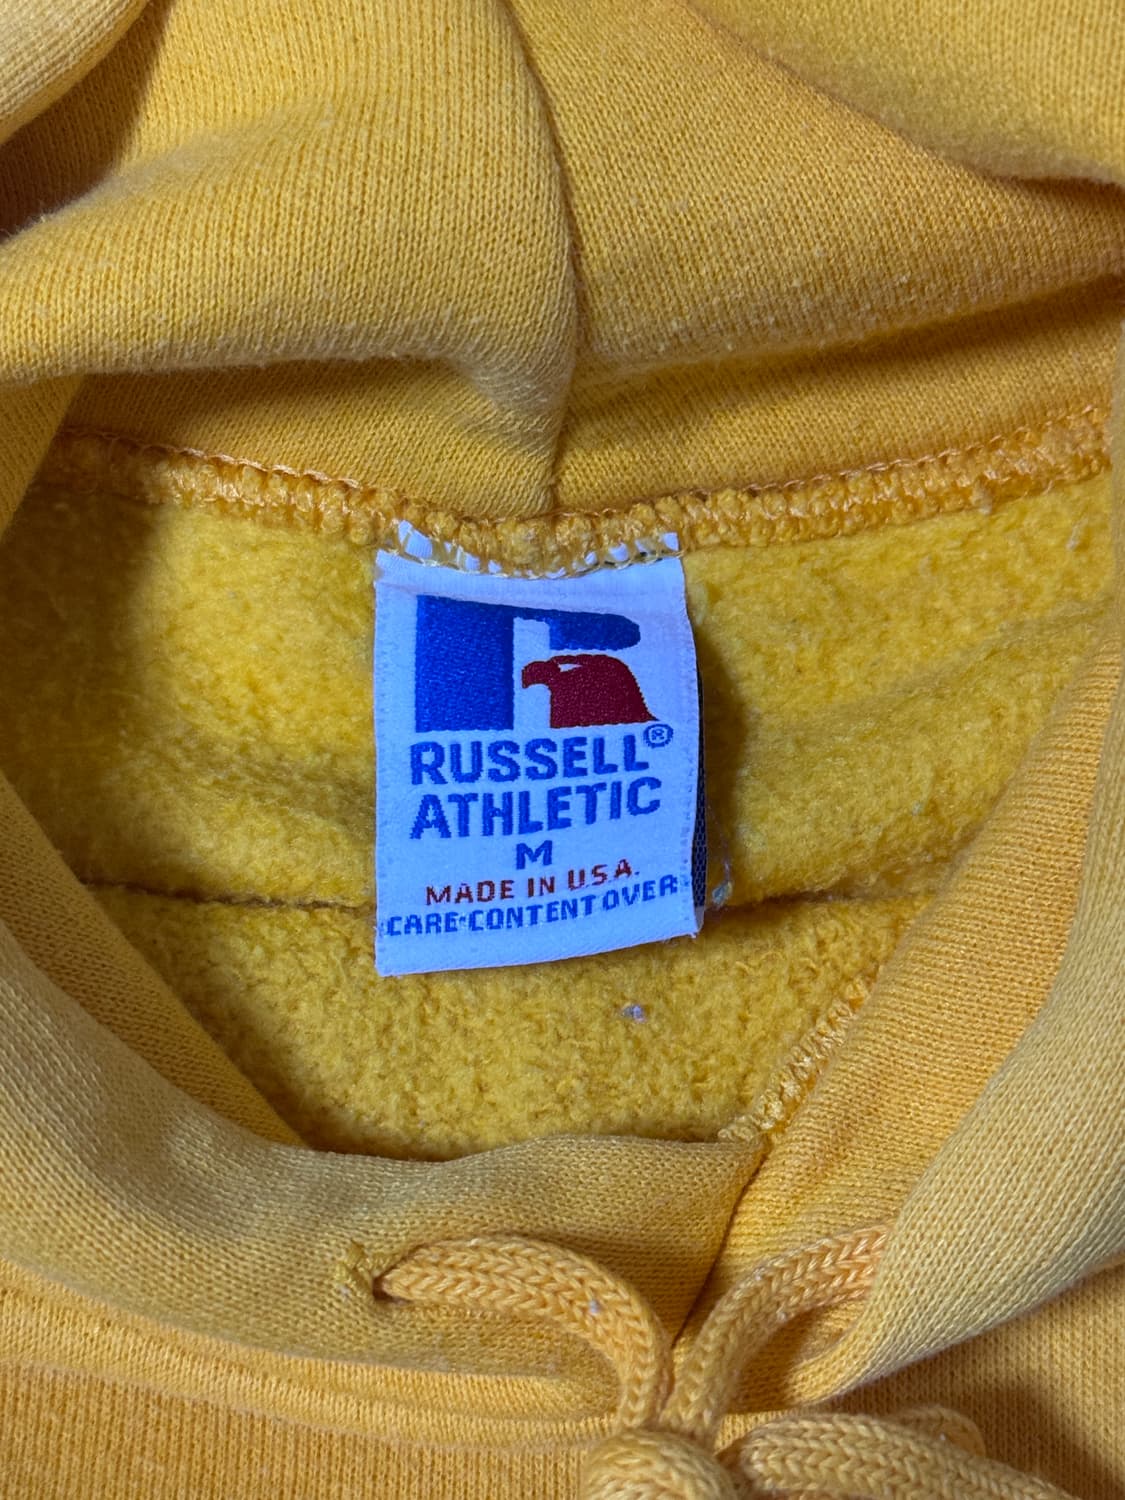 RUSSELL®
ATHLETIC
M
MADE IN U.S.A.
CARE·CONTENT OVER